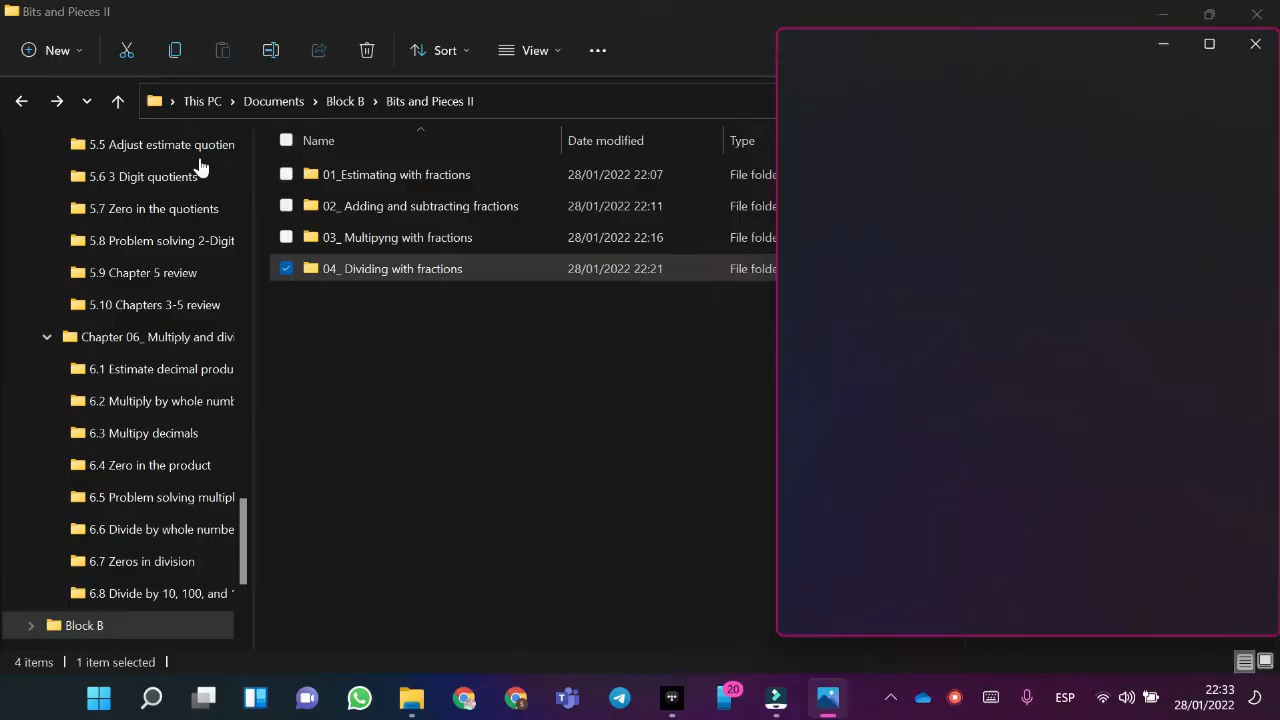 Bits and Pieces II
New
Sort
View
This PC
Documents
Block B
Bits and Pieces II
Name
Date modified
Type
01_Estimating with fractions
28/01/2022 22:07
File folde
02_ Adding and subtracting fractions
28/01/2022 22:11
File folde
03_ Multipyng with fractions
28/01/2022 22:16
File folde
04_ Dividing with fractions
28/01/2022 22:21
File folde
5.5 Adjust estimate quotien
5.6 3 Digit quotients
5.7 Zero in the quotients
5.8 Problem solving 2-Digit
5.9 Chapter 5 review
5.10 Chapters 3-5 review
Chapter 06_ Multiply and divi
6.1 Estimate decimal produ
6.2 Multiply by whole numb
6.3 Multipy decimals
6.4 Zero in the product
6.5 Problem solving multipl
6.6 Divide by whole numbe
6.7 Zeros in division
6.8 Divide by 10, 100, and
Block B
4 items
1 item selected
20
ESP
22:33
28/01/2022